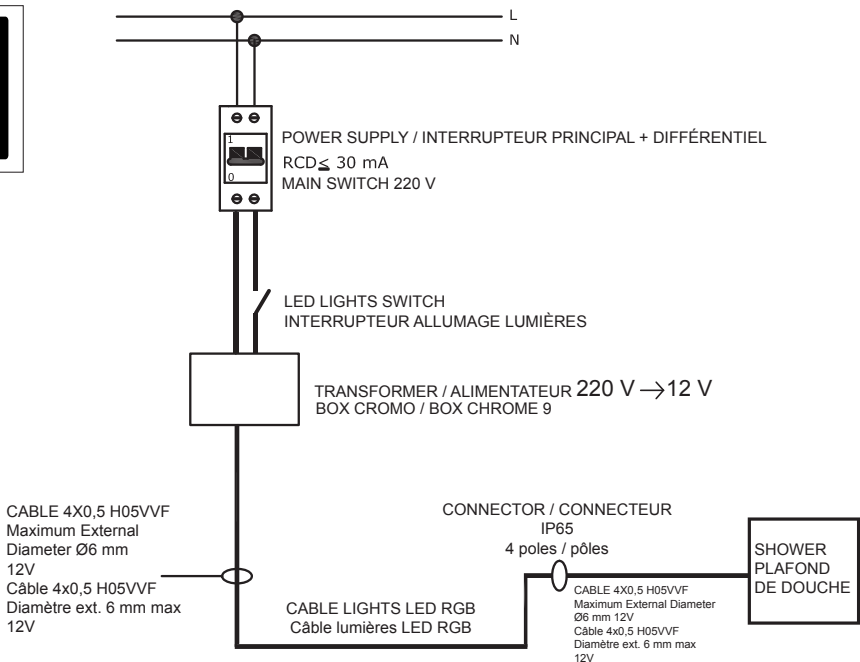 L
N
1
0
POWER SUPPLY / INTERRUPTEUR PRINCIPAL + DIFFÉRENTIEL
RCD≤ 30 mA
MAIN SWITCH 220 V
LED LIGHTS SWITCH
INTERRUPTEUR ALLUMAGE LUMIÈRES
TRANSFORMER / ALIMENTATEUR 220 V →12 V
BOX CROMO / BOX CHROME 9
CABLE 4X0,5 H05VVF
Maximum External
Diameter Ø6 mm
12V
Câble 4x0,5 H05VVF
Diamètre ext. 6 mm max
12V
CONNECTOR / CONNECTEUR
IP65
4 poles / pôles
SHOWER
PLAFOND
DE DOUCHE
CABLE 4X0,5 H05VVF
Maximum External Diameter
Ø6 mm 12V
Câble 4x0,5 H05VVF
Diamètre ext. 6 mm max
12V
CABLE LIGHTS LED RGB
Câble lumières LED RGB